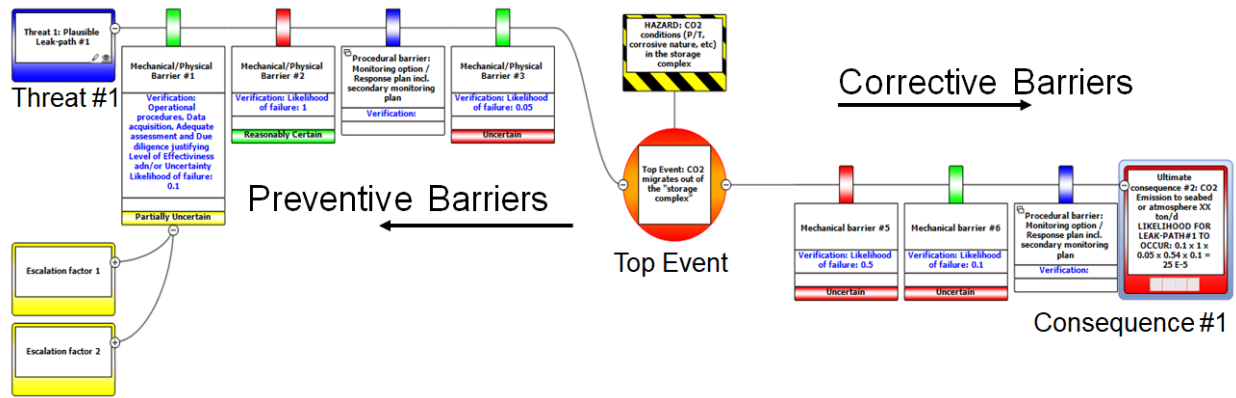 Threat 1: Plausible
Leak-path #1
Threat #1
Mechanical/Physical
Barrier #1
Verification:
Operational
procedures, Data
acquisition, Adequate
assessment and Due
diligence justifying
Level of Effectiviness
adn/or Uncertainty
Likelihood of failure:
0.1
Partially Uncertain
Mechanical/Physical
Barrier #2
Verification: Likelihood
of failure: 1
Reasonably Certain
Procedural barrier:
Monitoring option /
Response plan incl.
secondary monitoring
plan
Verification:
Mechanical/Physical
Barrier #3
Verification: Likelihood
of failure: 0.05
Uncertain
Escalation factor 1
Escalation factor 2
Preventive Barriers
HAZARD: CO2
conditions (P/T,
corrosive nature, etc)
in the storage
complex
Top Event: CO2
migrates out of
the "storage
complex"
Top Event
Corrective Barriers
Mechanical barrier #5
Verification: Likelihood
of failure: 0.5
Uncertain
Mechanical barrier #6
Verification: Likelihood
of failure: 0.1
Uncertain
Procedural barrier:
Monitoring option /
Response plan incl.
secondary monitoring
plan
Verification:
Ultimate
consequence #2: CO2
Emission to seabed
or atmosphere XX
ton/d
LIKELIHOOD FOR
LEAK-PATH#1 TO
OCCUR: 0.1 x 1 x
0.05 x 0.54 x 0.1 =
25 E-5
Consequence #1